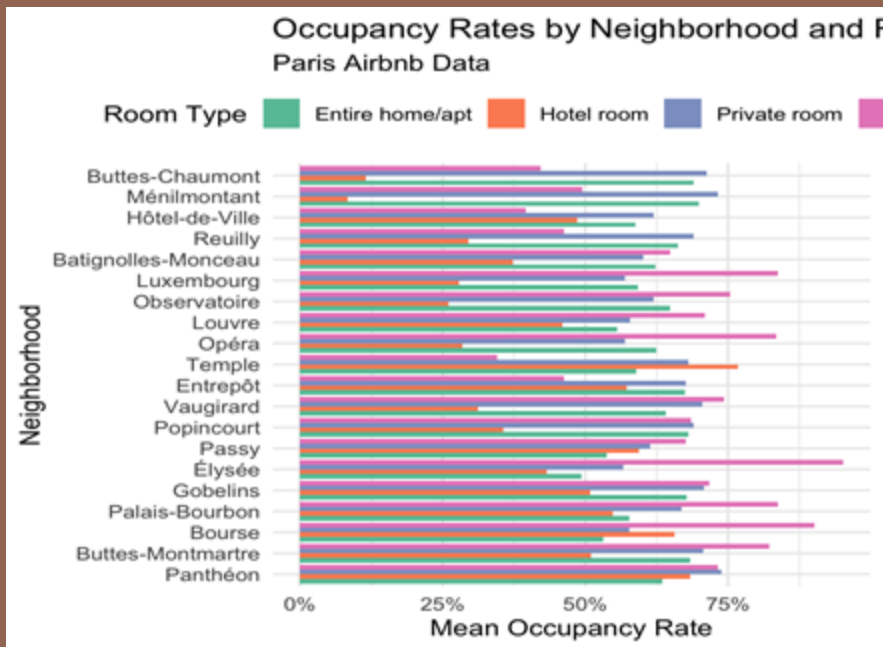 Occupancy Rates by Neighborhood and
Paris Airbnb Data
Room Type Entire home/apt Hotel room Private room
Buttes-Chaumont
Ménilmontant
Hôtel-de-Ville
Reuilly
Batignolles-Monceau
Luxembourg
Observatoire
Louvre
Opéra
Temple
Entrepôt
Vaugirard
Popincourt
Passy
Élysée
Gobelins
Palais-Bourbon
Bourse
Buttes-Montmartre
Panthéon
Neighborhood
0% 25% 50% 75%
Mean Occupancy Rate